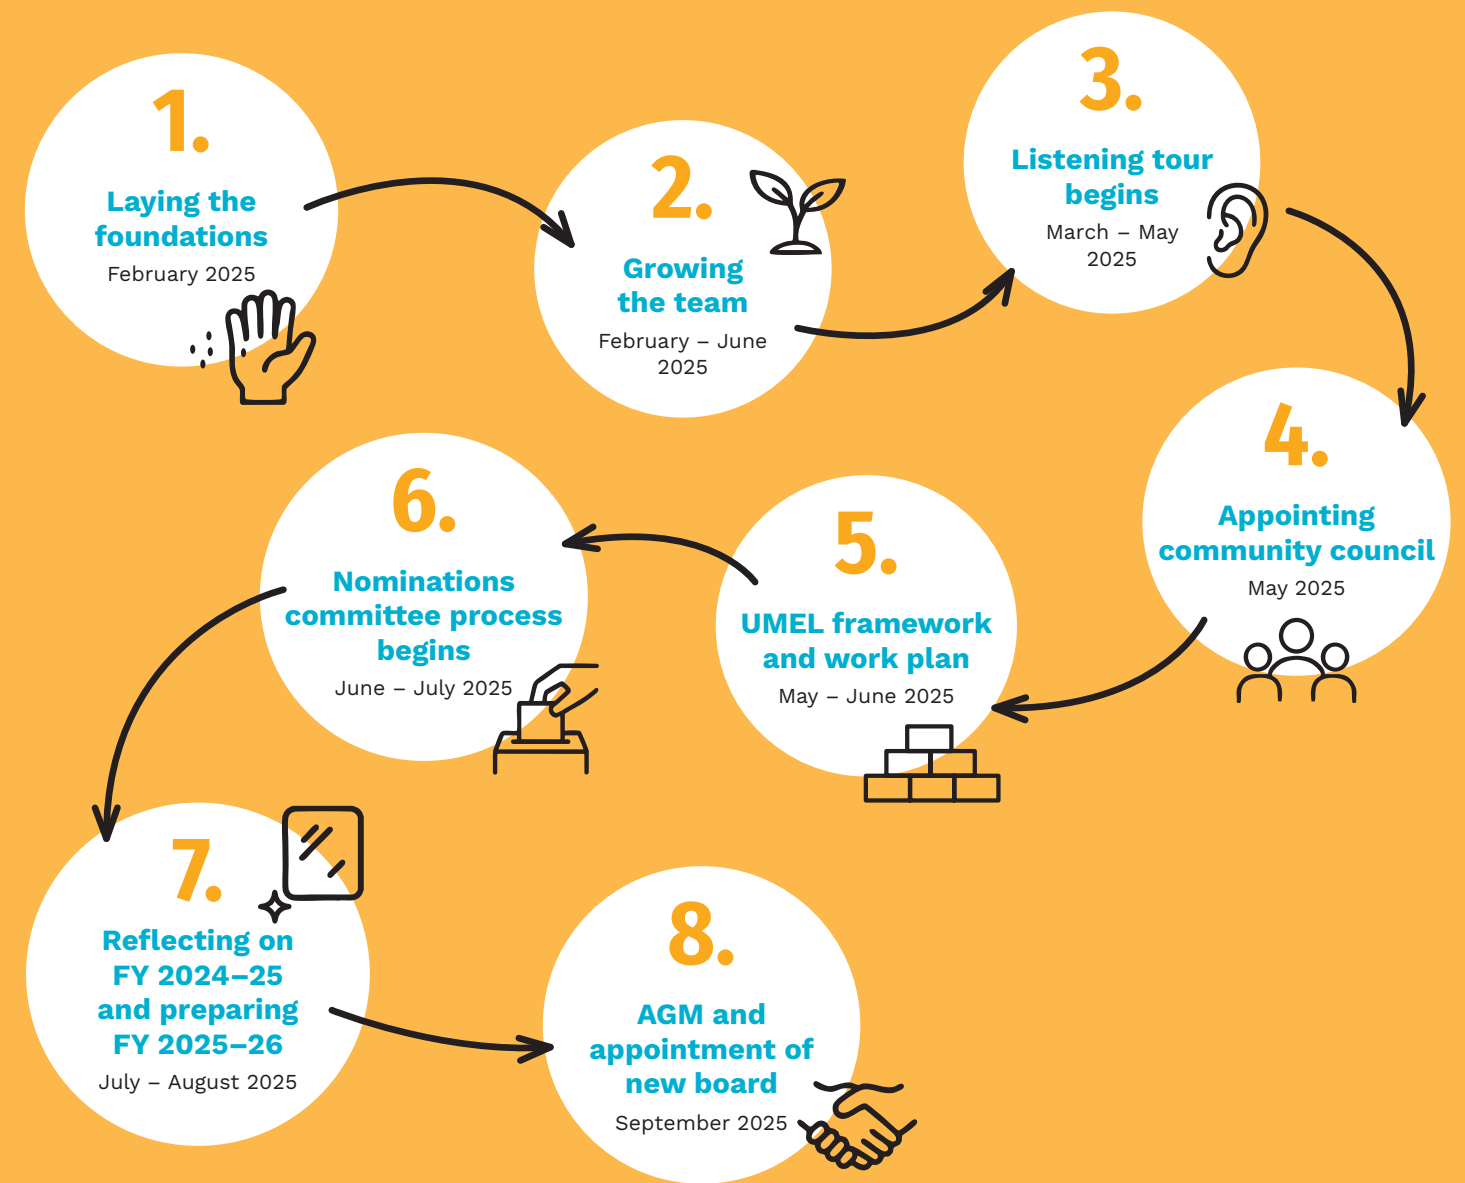 1.
Laying the
foundations
February 2025
2.
Growing
the team
February – June
2025
3.
Listening tour
begins
March – May
2025
4.
Appointing
community council
May 2025
5.
UMEL framework
and work plan
May – June 2025
6.
Nominations
committee process
begins
June – July 2025
7.
Reflecting on
FY 2024–25
and preparing
FY 2025–26
July – August 2025
8.
AGM and
appointment of
new board
September 2025